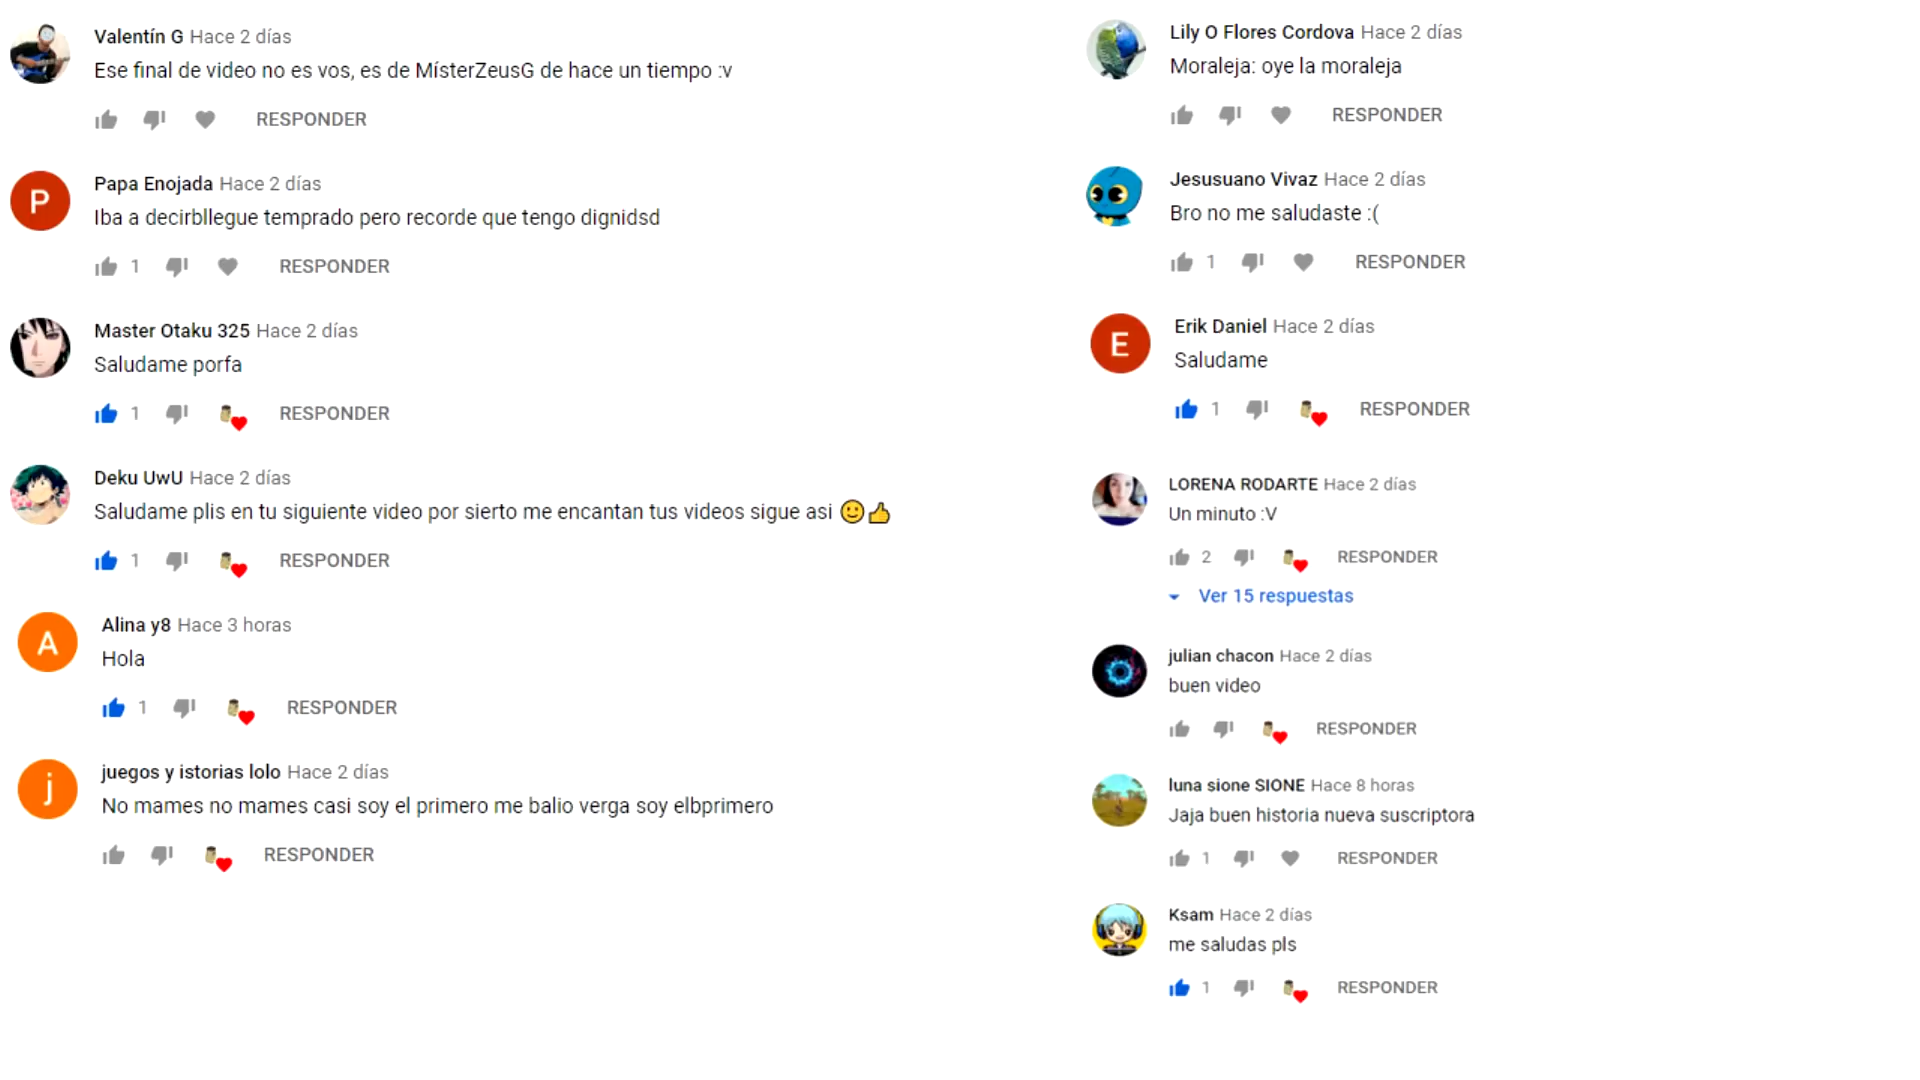 Valentín G Hace 2 días
Ese final de video no es vos, es de MísterZeusG de hace un tiempo :v
RESPONDER
P
Papa Enojada Hace 2 días
Iba a decirbllegue temprado pero recorde que tengo dignidsd
1 RESPONDER
Master Otaku 325 Hace 2 días
Saludame porfa
1 RESPONDER
Deku UwU Hace 2 días
Saludame plis en tu siguiente video por sierto me encantan tus videos sigue asi 🙂👍
1 RESPONDER
A
Alina y8 Hace 3 horas
Hola
1 RESPONDER
j
juegos y istorias lolo Hace 2 días
No mames no mames casi soy el primero me balio verga soy elbprimero
RESPONDER
Lily O Flores Cordova Hace 2 días
Moraleja: oye la moraleja
RESPONDER
Jesusuano Vivaz Hace 2 días
Bro no me saludaste :(
1 RESPONDER
E
Erik Daniel Hace 2 días
Saludame
1 RESPONDER
LORENA RODARTE Hace 2 días
Un minuto :V
2 RESPONDER
Ver 15 respuestas
julian chacon Hace 2 días
buen video
RESPONDER
luna sione SIONE Hace 8 horas
Jaja buen historia nueva suscriptora
1 RESPONDER
Ksam Hace 2 días
me saludas pls
1 RESPONDER